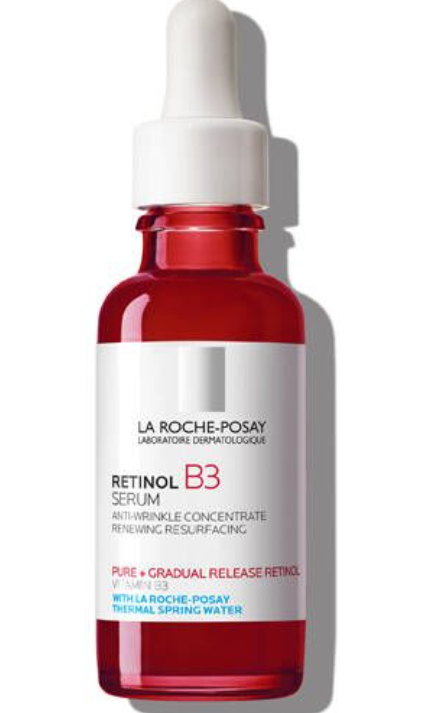 LA ROCHE-POSAY
LABORATOIRE DERMATOLOGIQUE
RETINOL B3
SERUM
ANTI-WRINKLE CONCENTRATE
RENEWING RESURFACING
PURE + GRADUAL RELEASE RETINOL
VITAMIN B3
WITH LA ROCHE-POSAY
THERMAL SPRING WATER